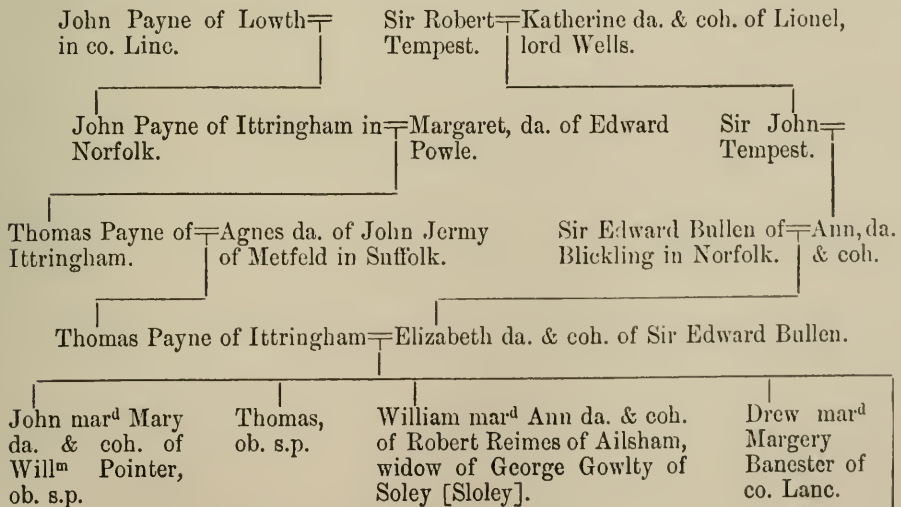 John Payne of Lowth
in co. Linc.
Sir Robert
Tempest.
Katherine da. & coh. of Lionel,
lord Wells.
John Payne of Ittringham in
Norfolk.
Margaret, da. of Edward
Powle.
Sir John
Tempest.
Thomas Payne of
Ittringham.
Agnes da. of John Jermy
of Metfeld in Suffolk.
Sir Edward Bullen of
Blickling in Norfolk.
Ann, da.
& coh.
Thomas Payne of Ittringham
Elizabeth da. & coh. of Sir Edward Bullen.
John mard Mary
da. & coh. of
Willm Pointer,
ob. s.p.
Thomas,
ob. s.p.
William mard Ann da. & coh.
of Robert Reimes of Ailsham,
widow of George Gowlty of
Soley [Sloley].
Drew mard
Margery
Banester of
co. Lanc.